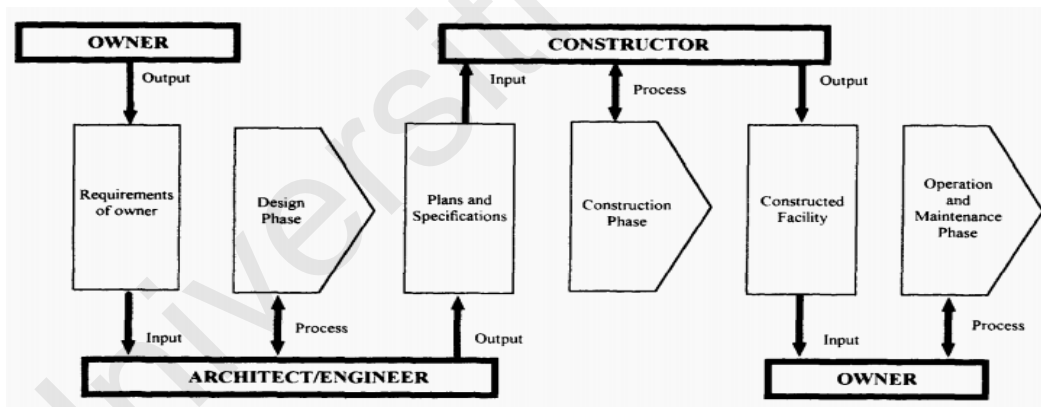 OWNER
CONSTRUCTOR
Output
Input
Process
Output
Requirements
of owner
Design
Phase
Plans and
Specifications
Construction
Phase
Constructed
Facility
Operation
and
Maintenance
Phase
Input
Process
Output
Input
Process
ARCHITECT/ENGINEER
OWNER
Universiti